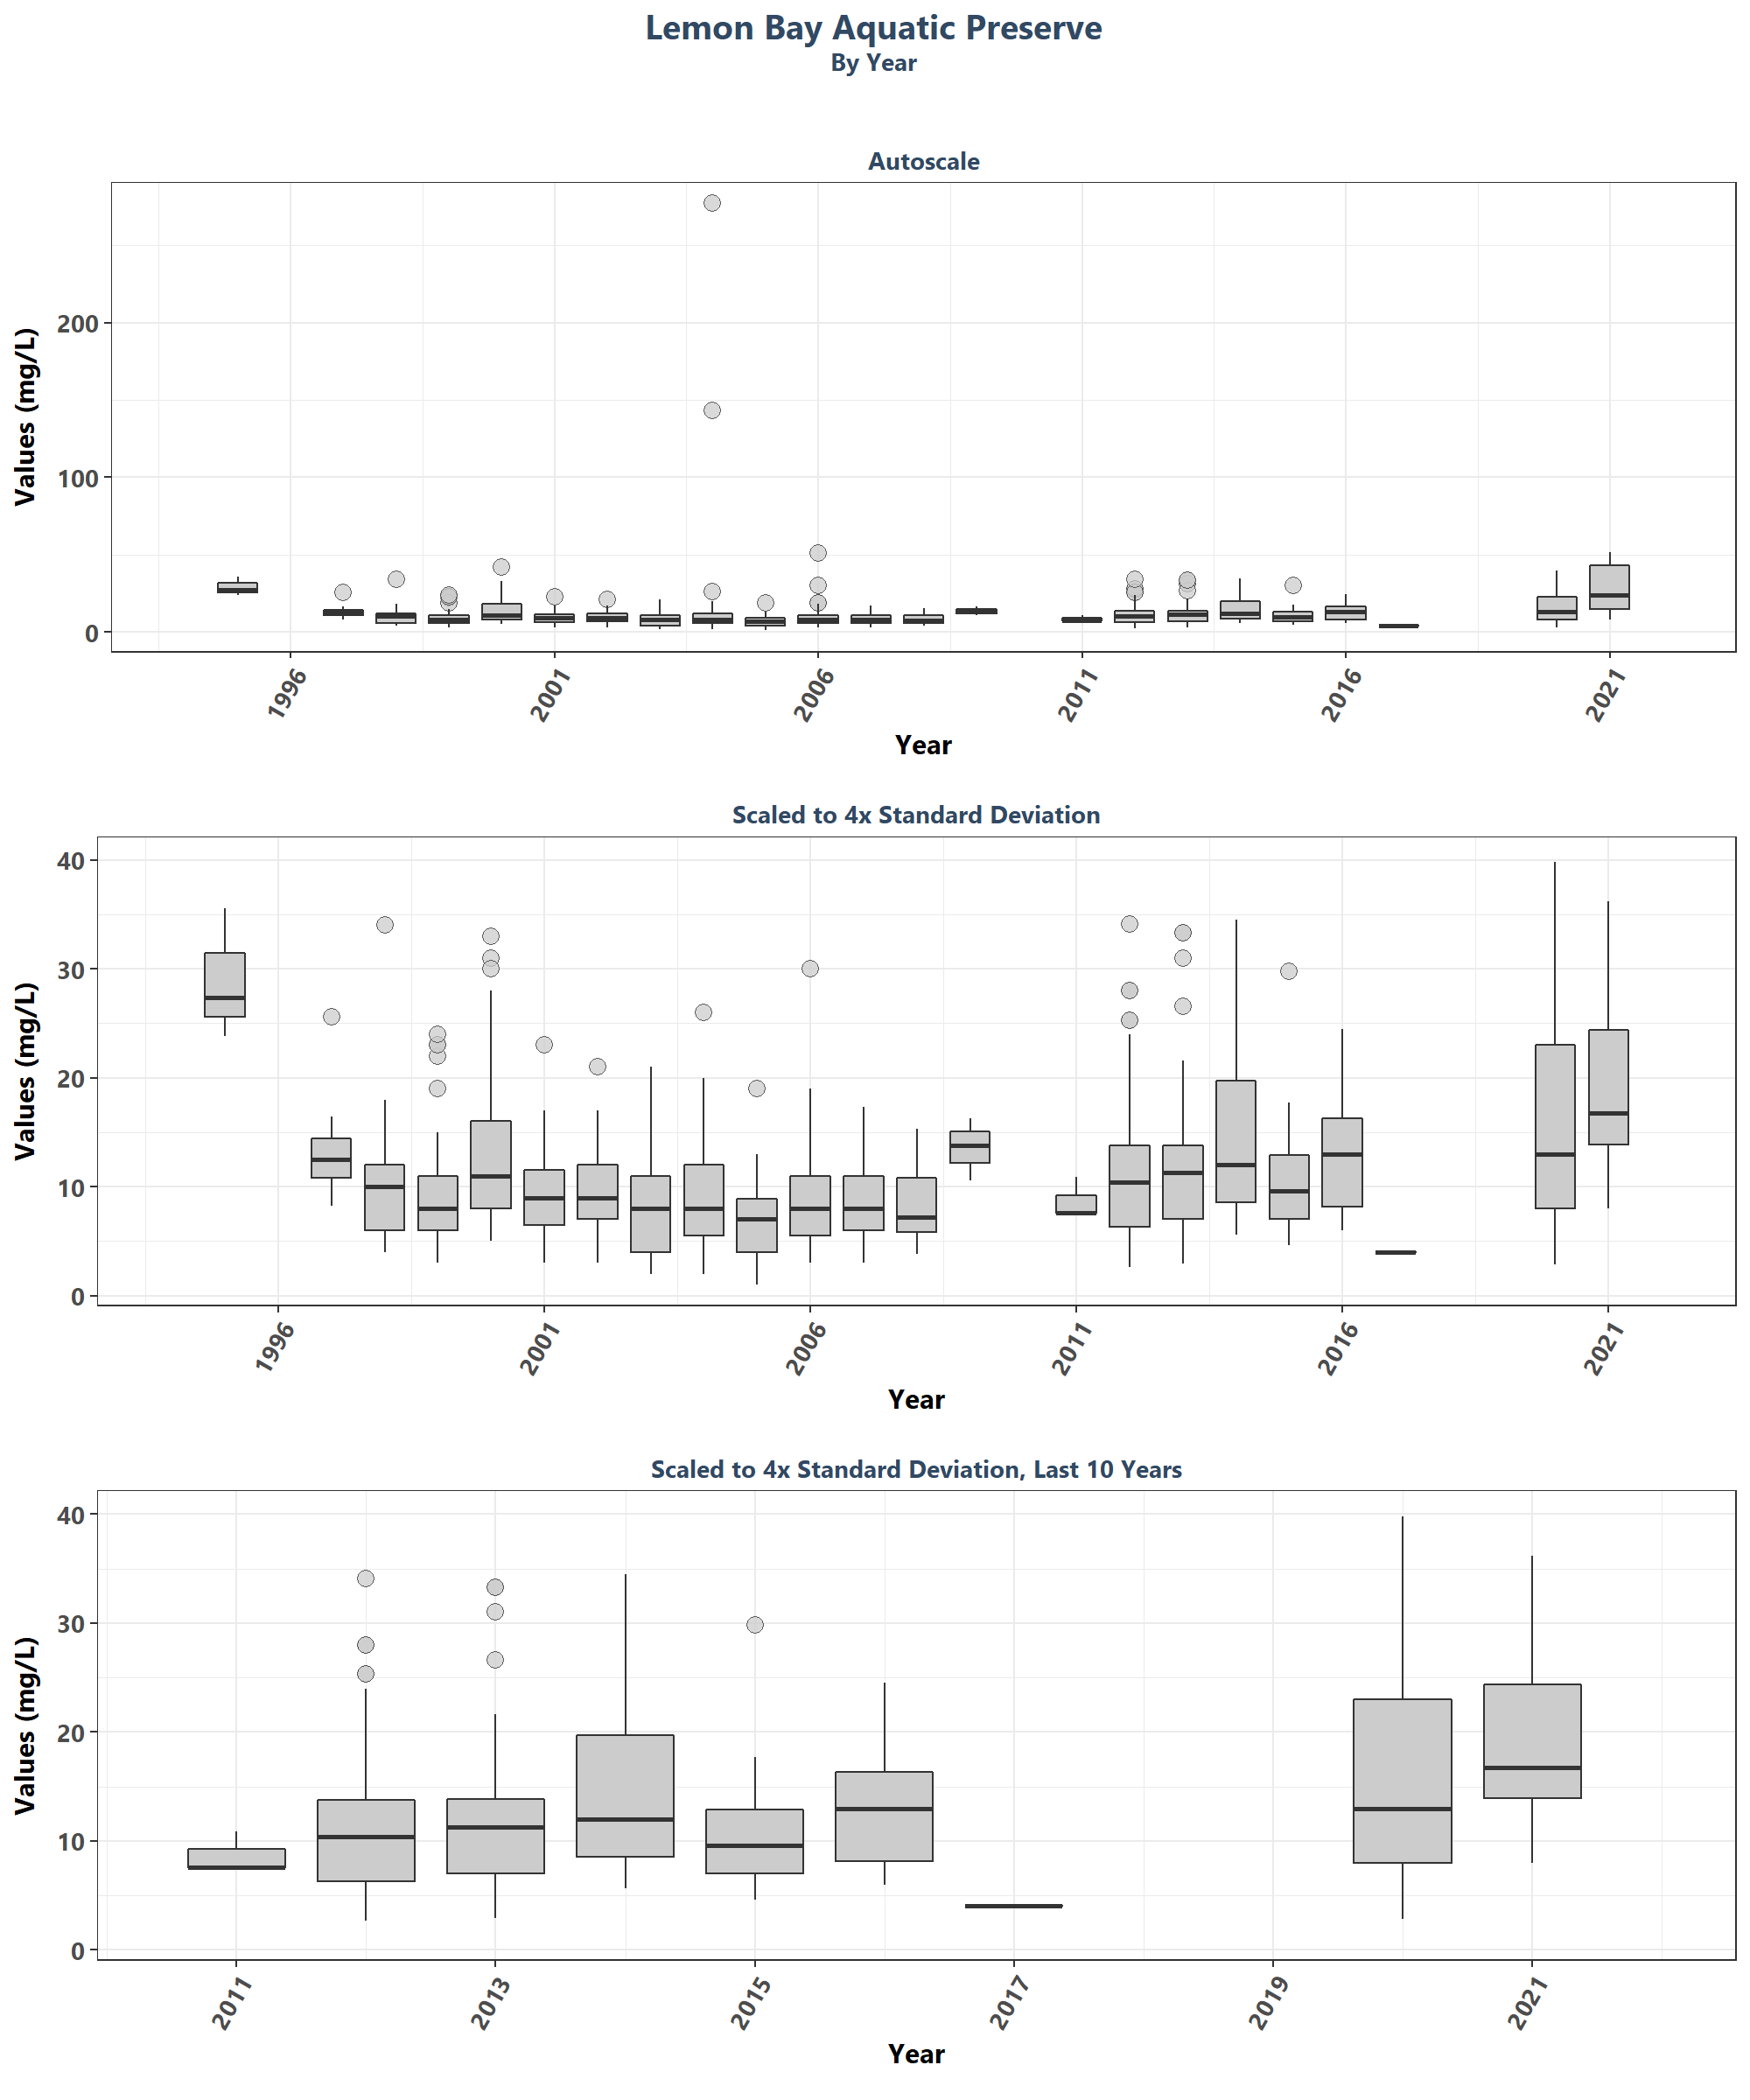 Lemon Bay Aquatic Preserve
By Year
Autoscale
Values (mg/L)
200
100
0
1996
2001
2006
2011
2016
2021
Year
Scaled to 4x Standard Deviation
Values (mg/L)
40
30
20
10
0
1996
2001
2006
2011
2016
2021
Year
Scaled to 4x Standard Deviation, Last 10 Years
Values (mg/L)
40
30
20
10
0
2011
2013
2015
2017
2019
2021
Year